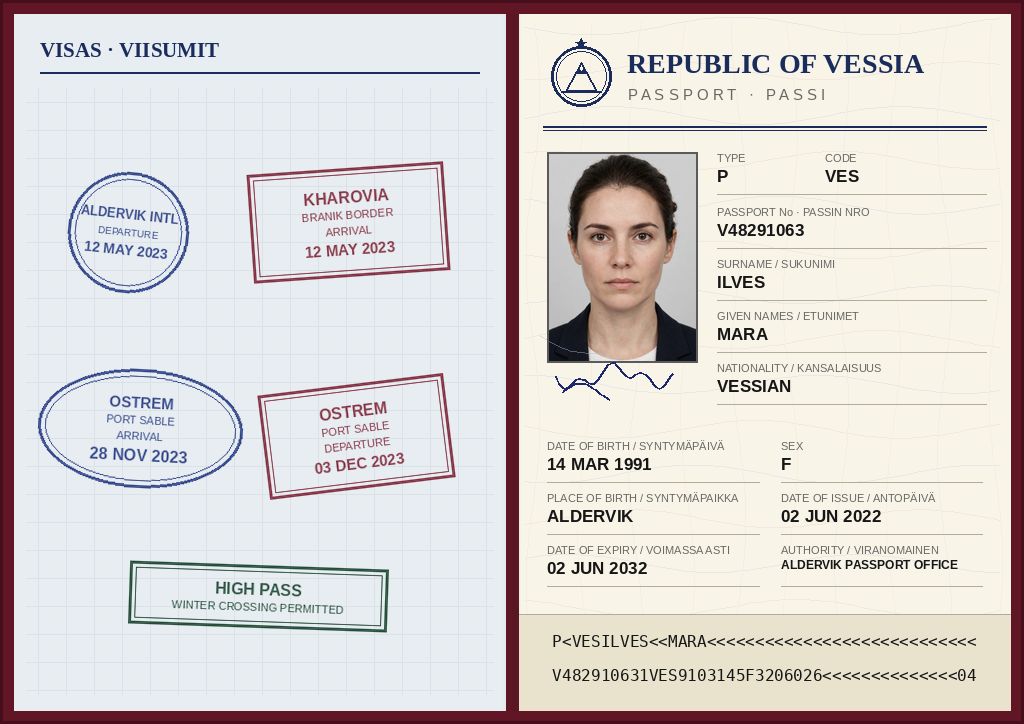 VISAS · VIISUMIT
ALDERVIK INTL
DEPARTURE
12 MAY 2023
KHAROVIA
BRANIK BORDER
ARRIVAL
12 MAY 2023
OSTREM
PORT SABLE
ARRIVAL
28 NOV 2023
OSTREM
PORT SABLE
DEPARTURE
03 DEC 2023
HIGH PASS
WINTER CROSSING PERMITTED
REPUBLIC OF VESSIA
PASSPORT · PASSI
TYPE CODE
P VES
PASSPORT No · PASSIN NRO
V48291063
SURNAME / SUKUNIMI
ILVES
GIVEN NAMES / ETUNIMET
MARA
NATIONALITY / KANSALAISUUS
VESSIAN
DATE OF BIRTH / SYNTYMÄPÄIVÄ SEX
14 MAR 1991 F
PLACE OF BIRTH / SYNTYMÄPAIKKA DATE OF ISSUE / ANTOPÄIVÄ
ALDERVIK 02 JUN 2022
DATE OF EXPIRY / VOIMASSA ASTI AUTHORITY / VIRANOMAINEN
02 JUN 2032 ALDERVIK PASSPORT OFFICE
P<VESILVES<<MARA<<<<<<<<<<<<<<<<<<<<<<<<<<<<
V482910631VES9103145F3206026<<<<<<<<<<<<<<04